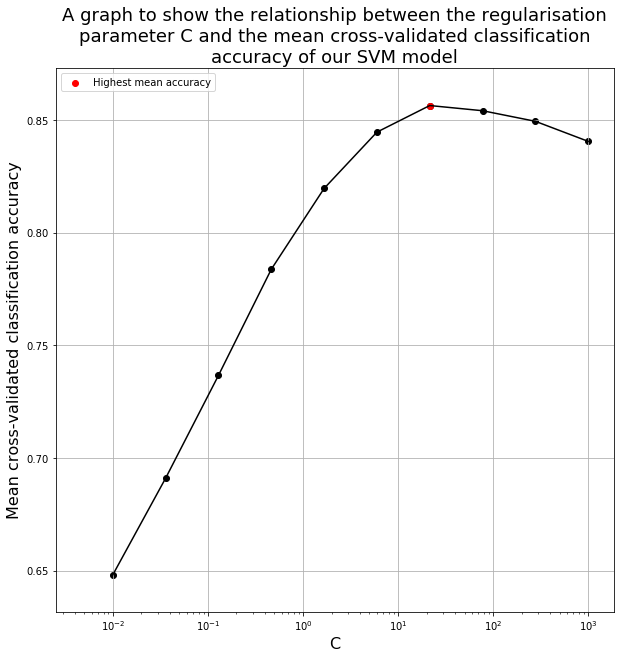 A graph to show the relationship between the regularisation
parameter C and the mean cross-validated classification
accuracy of our SVM model
Highest mean accuracy
Mean cross-validated classification accuracy
0.85
0.80
0.75
0.70
0.65
10⁻² 10⁻¹ 10⁰ 10¹ 10² 10³
C